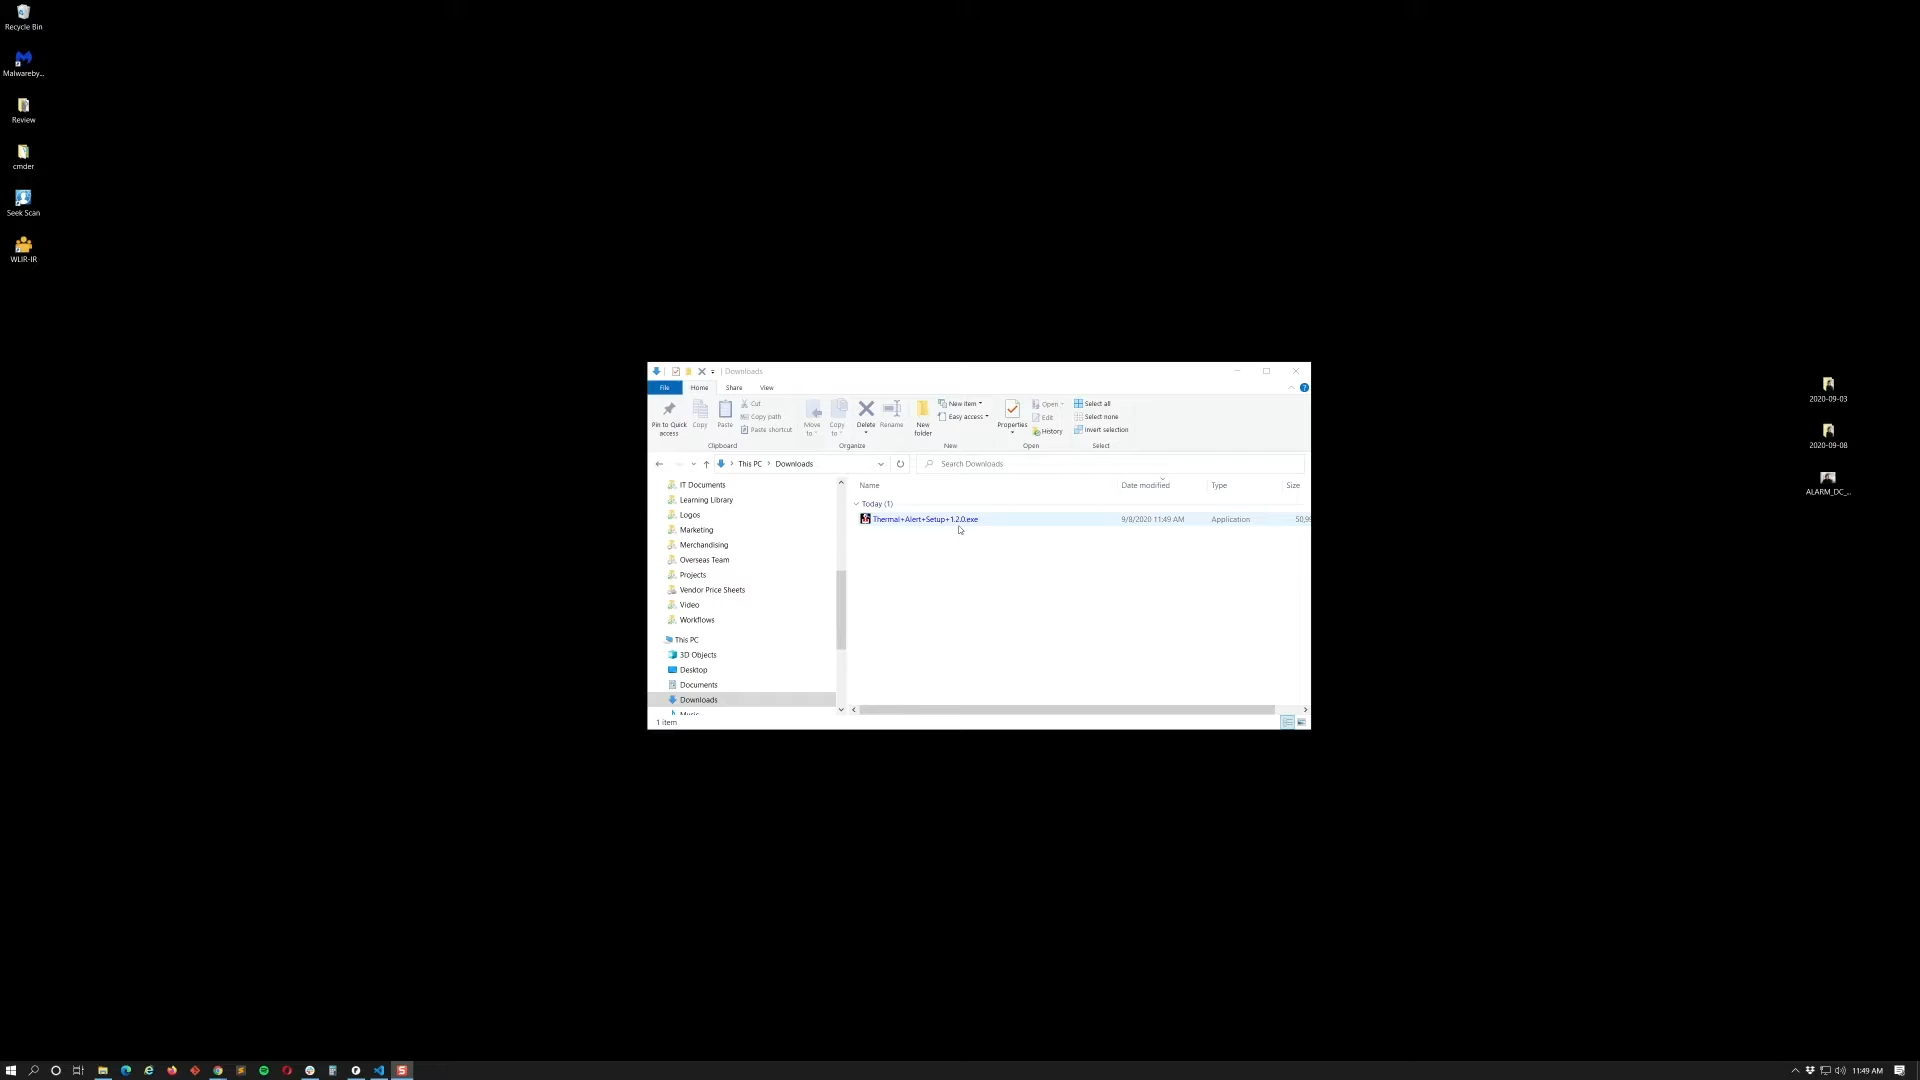 Recycle Bin
Malwareby...
Review
cmder
Seek Scan
WLIR-IR
2020-09-03
2020-09-08
ALARM_DC_...
Downloads
File Home Share View
Pin to Quick access
Copy
Paste
Cut
Copy path
Paste shortcut
Clipboard
Move to
Copy to
Delete
Rename
Organize
New folder
New item
Easy access
New
Properties
Open
Edit
History
Open
Select all
Select none
Invert selection
Select
This PC > Downloads
Search Downloads
IT Documents
Learning Library
Logos
Marketing
Merchandising
Overseas Team
Projects
Vendor Price Sheets
Video
Workflows
This PC
3D Objects
Desktop
Documents
Downloads
Music
Name Date modified Type Size
Today (1)
Thermal+Alert+Setup+1.2.0.exe 9/8/2020 11:49 AM Application
1 item
11:49 AM